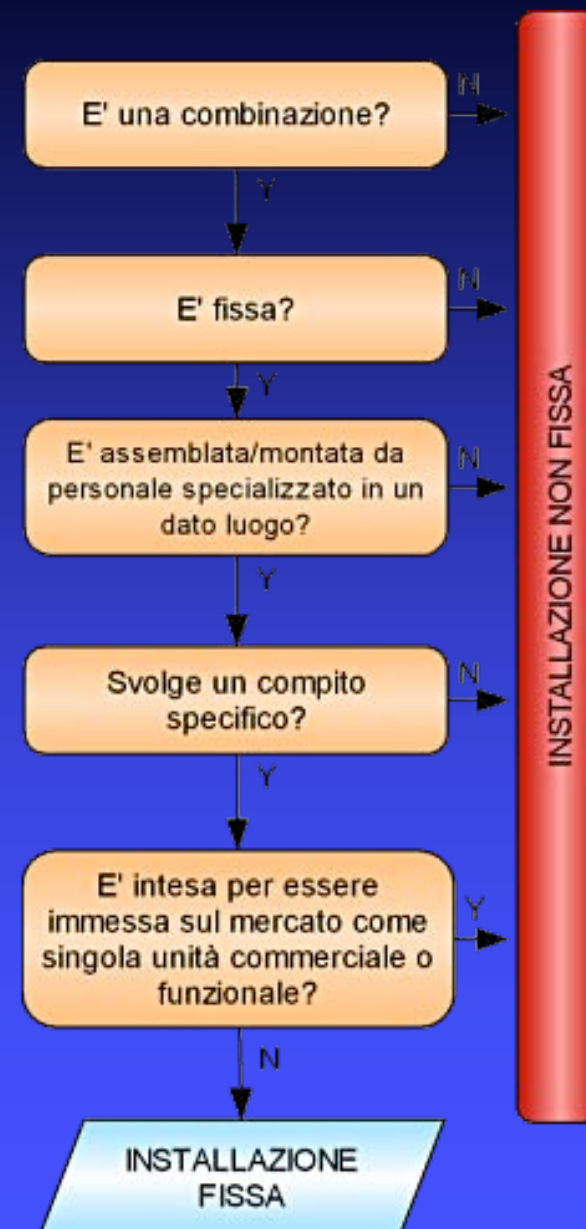 E' una combinazione?
N
Y
E' fissa?
N
Y
E' assemblata/montata da
personale specializzato in un
dato luogo?
N
Y
Svolge un compito
specifico?
N
Y
E' intesa per essere
immessa sul mercato come
singola unità commerciale o
funzionale?
Y
N
INSTALLAZIONE
FISSA
INSTALLAZIONE NON FISSA